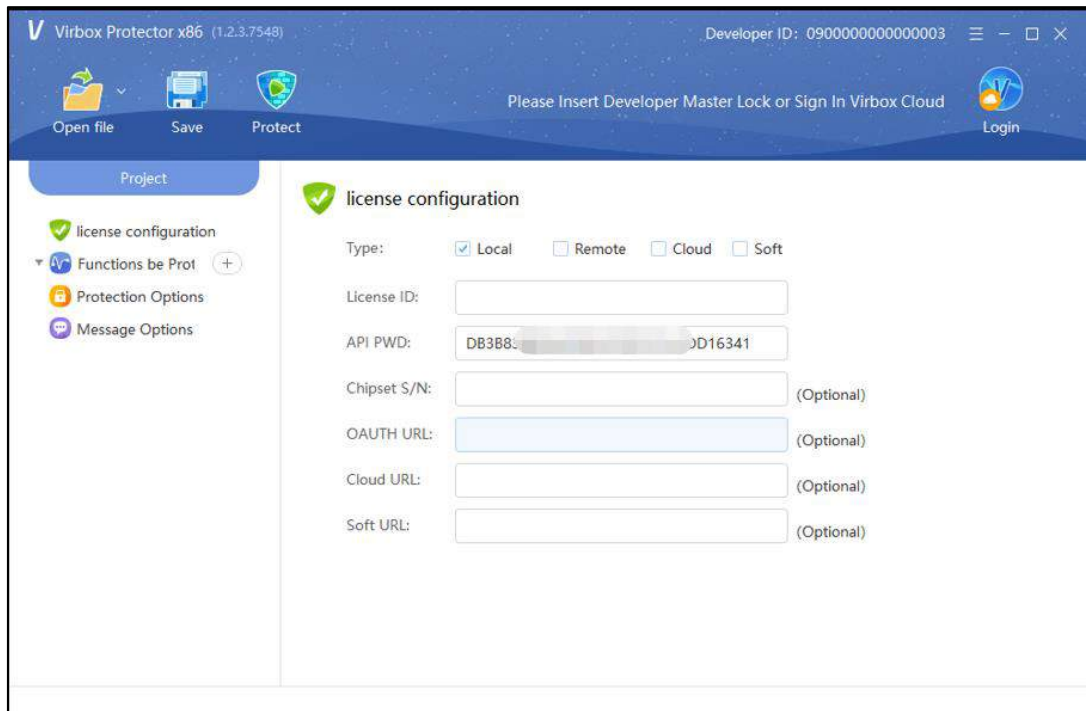 V Virbox Protector x86 (1.2.3.7548) Developer ID: 0900000000000003
Please Insert Developer Master Lock or Sign In Virbox Cloud
Open file Save Protect Login
Project
license configuration
Functions be Prot
Protection Options
Message Options
license configuration
Type: Local Remote Cloud Soft
License ID:
API PWD: DB3B83 DD16341
Chipset S/N: (Optional)
OAUTH URL: (Optional)
Cloud URL: (Optional)
Soft URL: (Optional)